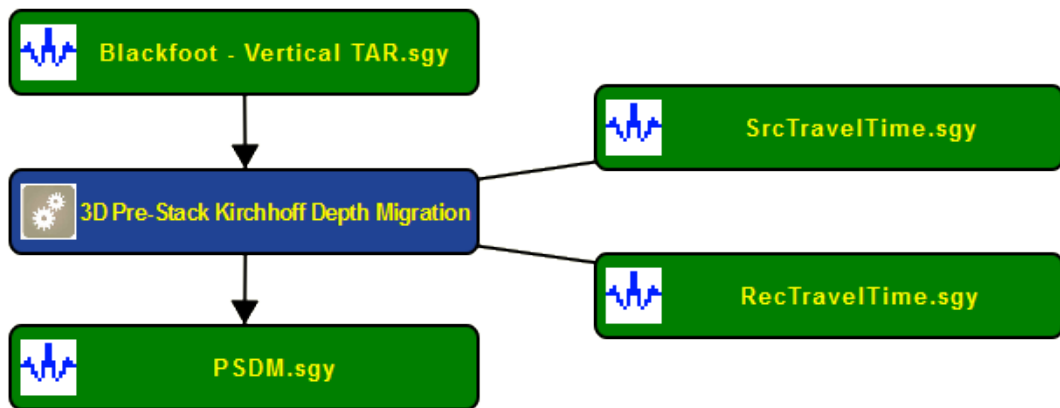 Blackfoot - Vertical TAR.sgy
SrcTravelTime.sgy
3D Pre-Stack Kirchhoff Depth Migration
RecTravelTime.sgy
PSDM.sgy